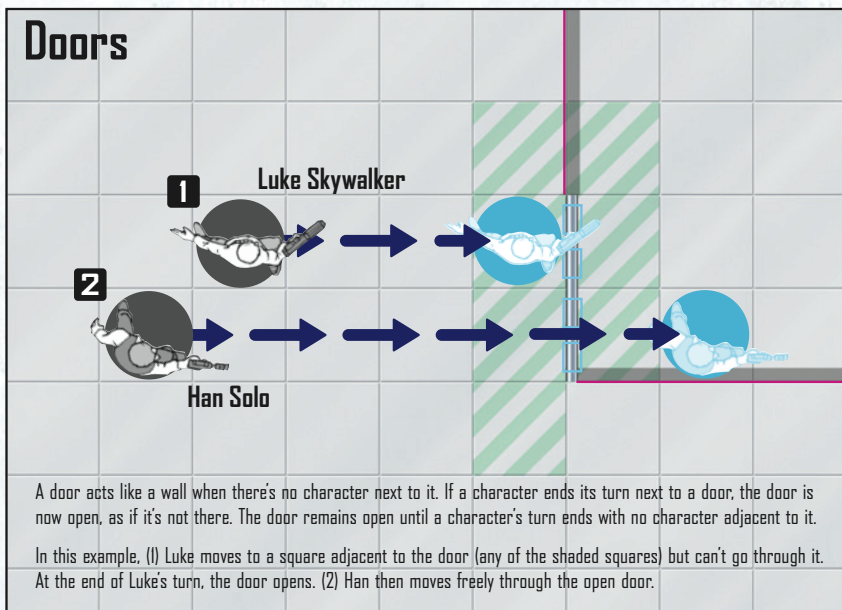 Doors
1
Luke Skywalker
2
Han Solo
A door acts like a wall when there's no character next to it. If a character ends its turn next to a door, the door is
now open, as if it's not there. The door remains open until a character's turn ends with no character adjacent to it.
In this example, (1) Luke moves to a square adjacent to the door (any of the shaded squares) but can't go through it.
At the end of Luke's turn, the door opens. (2) Han then moves freely through the open door.